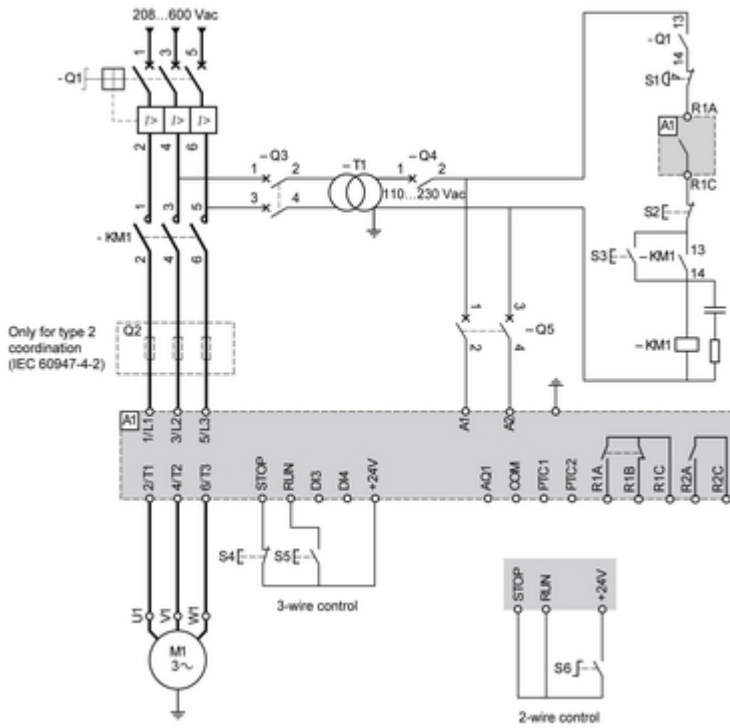 208...600 Vac
1 3 5
-Q1
I> I> I>
2 4 6
-Q3
1 2
3 4
-T1
110...230 Vac
-Q4
1 2
13
-Q1
14
S1
R1A
A1
R1C
S2
S3
-KM1
13
14
-KM1
1 3 5
-KM1
2 4 6
Only for type 2
coordination
(IEC 60947-4-2)
Q2
1 3
-Q5
2 4
A1
1/L1 3/L2 5/L3
A1 A2
2/T1 4/T2 6/T3
STOP RUN DI3 DI4 +24V
AQ1 COM PTC1 PTC2 R1A R1B R1C R2A R2C
S4 S5
3-wire control
U1 V1 W1
M1
3~
STOP RUN +24V
S6
2-wire control